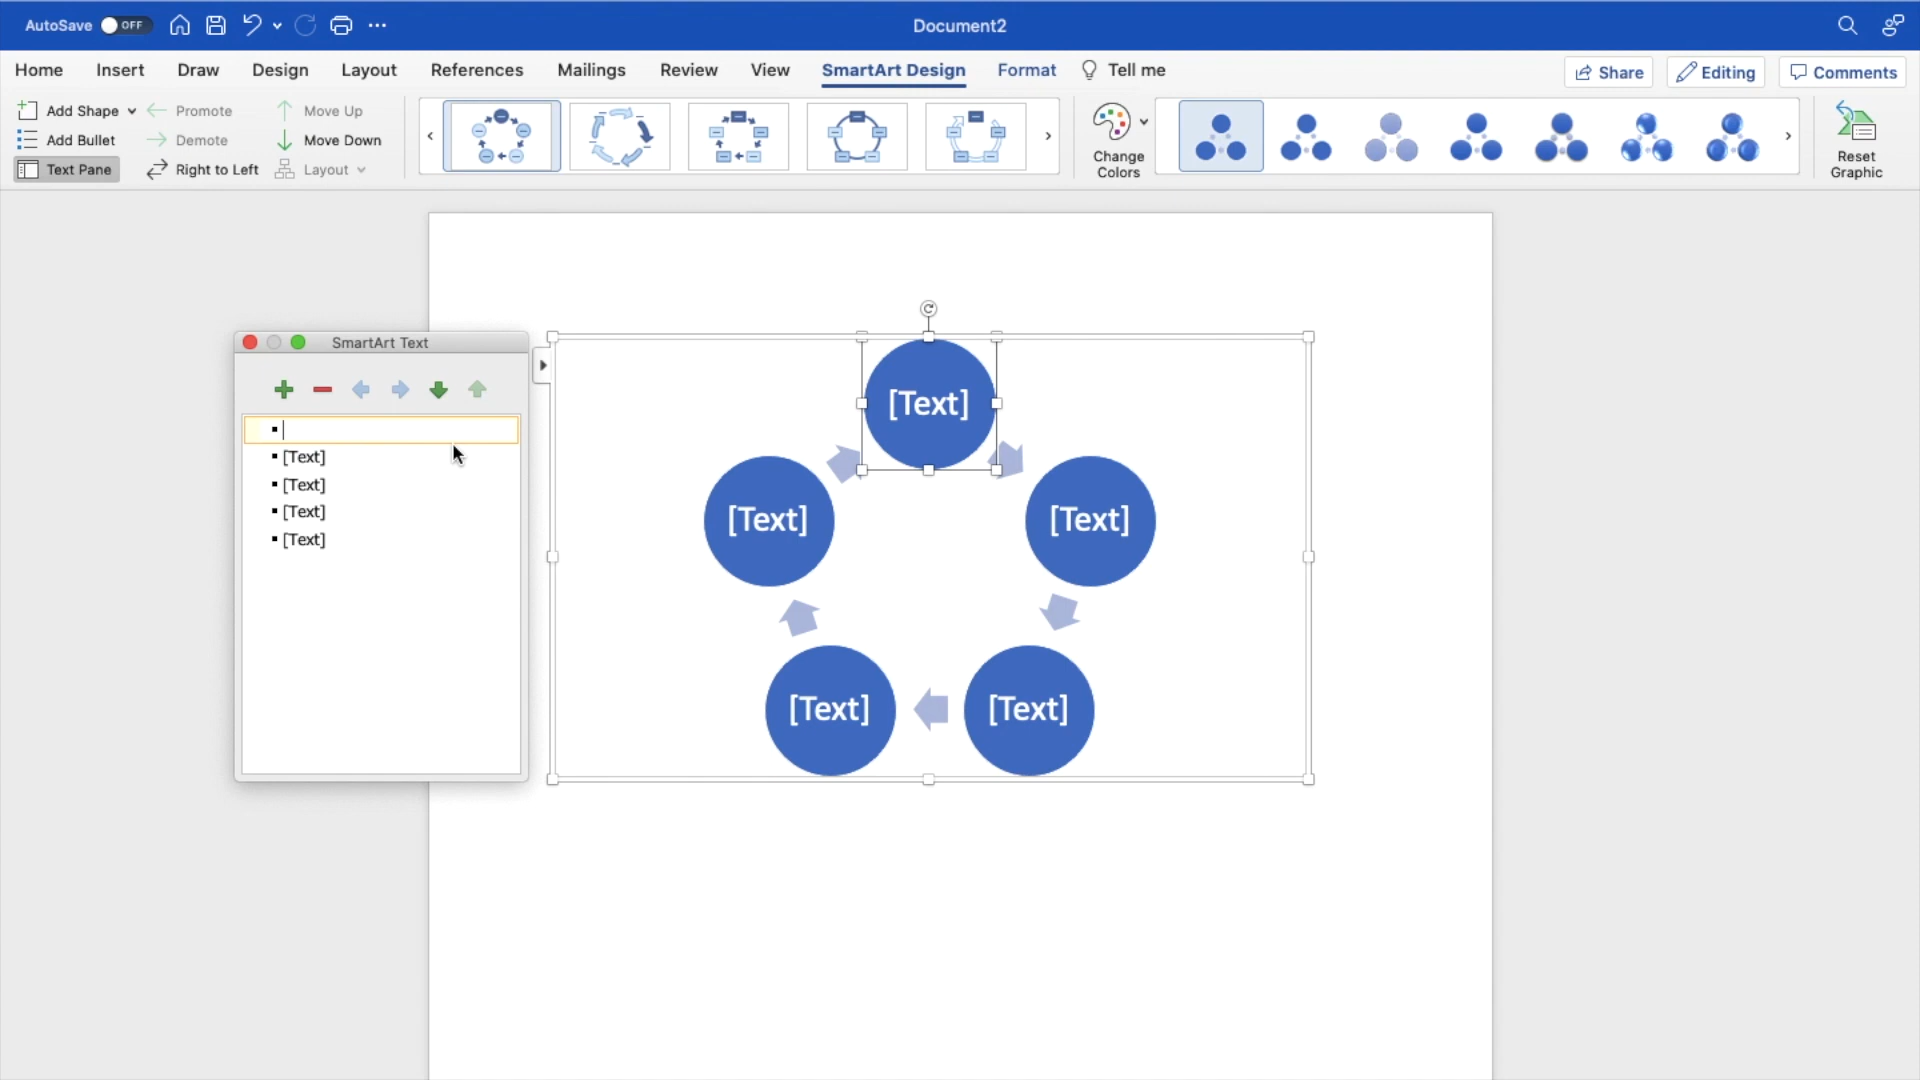 AutoSave OFF Document2
Home Insert Draw Design Layout References Mailings Review View SmartArt Design Format Tell me Share Editing Comments
Add Shape Promote Move Up
Add Bullet Demote Move Down
Text Pane Right to Left Layout
Change
Colors
Reset
Graphic
SmartArt Text
[Text]
[Text]
[Text]
[Text]
[Text]
[Text]
[Text]
[Text]
[Text]